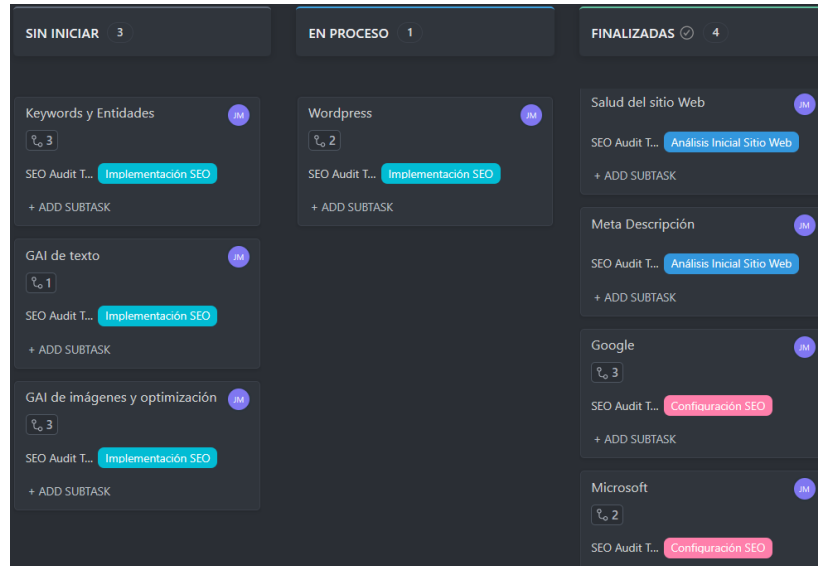 SIN INICIAR 3
Keywords y Entidades JM
3
SEO Audit T... Implementación SEO
+ ADD SUBTASK
GAI de texto JM
1
SEO Audit T... Implementación SEO
+ ADD SUBTASK
GAI de imágenes y optimización JM
3
SEO Audit T... Implementación SEO
+ ADD SUBTASK
EN PROCESO 1
Wordpress JM
2
SEO Audit T... Implementación SEO
+ ADD SUBTASK
FINALIZADAS 4
Salud del sitio Web JM
SEO Audit T... Análisis Inicial Sitio Web
+ ADD SUBTASK
Meta Descripción JM
SEO Audit T... Análisis Inicial Sitio Web
+ ADD SUBTASK
Google JM
3
SEO Audit T... Configuración SEO
+ ADD SUBTASK
Microsoft JM
2
SEO Audit T... Configuración SEO